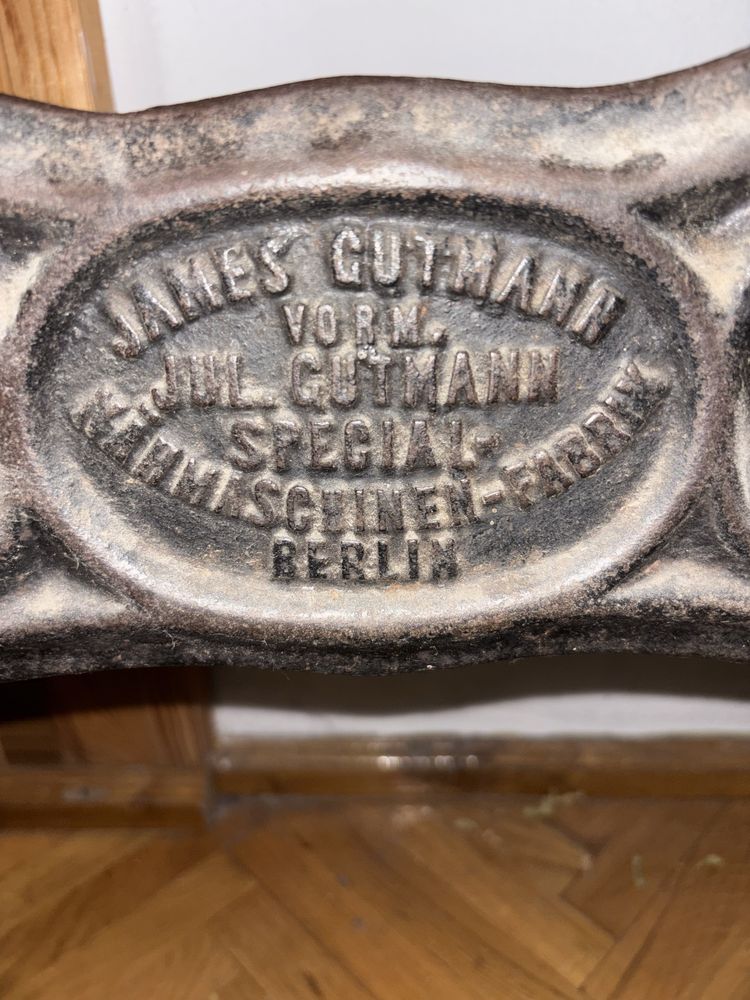 JAMES GUTMANN
VORM.
JUL. GUTMANN
SPECIAL-
NÄHMASCHINEN-FABRIK
BERLIN